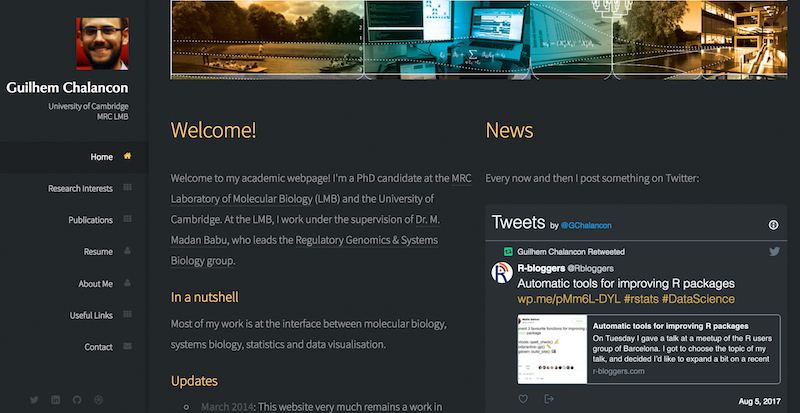 Guilhem Chalancon
University of Cambridge
MRC LMB
Home
Research Interests
Publications
Resume
About Me
Useful Links
Contact
Welcome!
Welcome to my academic webpage! I'm a PhD candidate at the MRC
Laboratory of Molecular Biology (LMB) and the University of
Cambridge. At the LMB, I work under the supervision of Dr. M.
Madan Babu, who leads the Regulatory Genomics & Systems
Biology group.
In a nutshell
Most of my work is at the interface between molecular biology,
systems biology, statistics and data visualisation.
Updates
March 2014: This website very much remains a work in
News
Every now and then I post something on Twitter:
Tweets by @GChalancon
Guilhem Chalancon Retweeted
R-bloggers @Rbloggers
Automatic tools for improving R packages
wp.me/pMm6L-DYL #rstats #DataScience
Automatic tools for improving R packages
On Tuesday I gave a talk at a meetup of the R users
group of Barcelona. I got to choose the topic of my
talk, and decided I'd like to expand a bit on a recent
r-bloggers.com
Aug 5, 2017